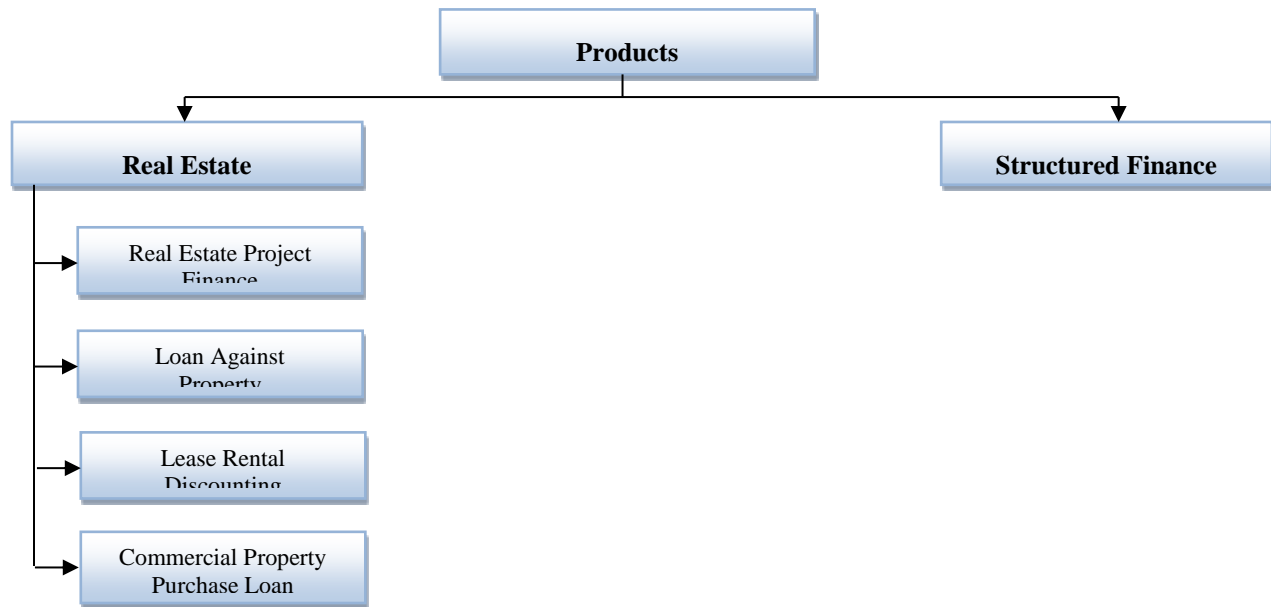 Products
Real Estate
Structured Finance
Real Estate Project
Finance
Loan Against
Property
Lease Rental
Discounting
Commercial Property
Purchase Loan